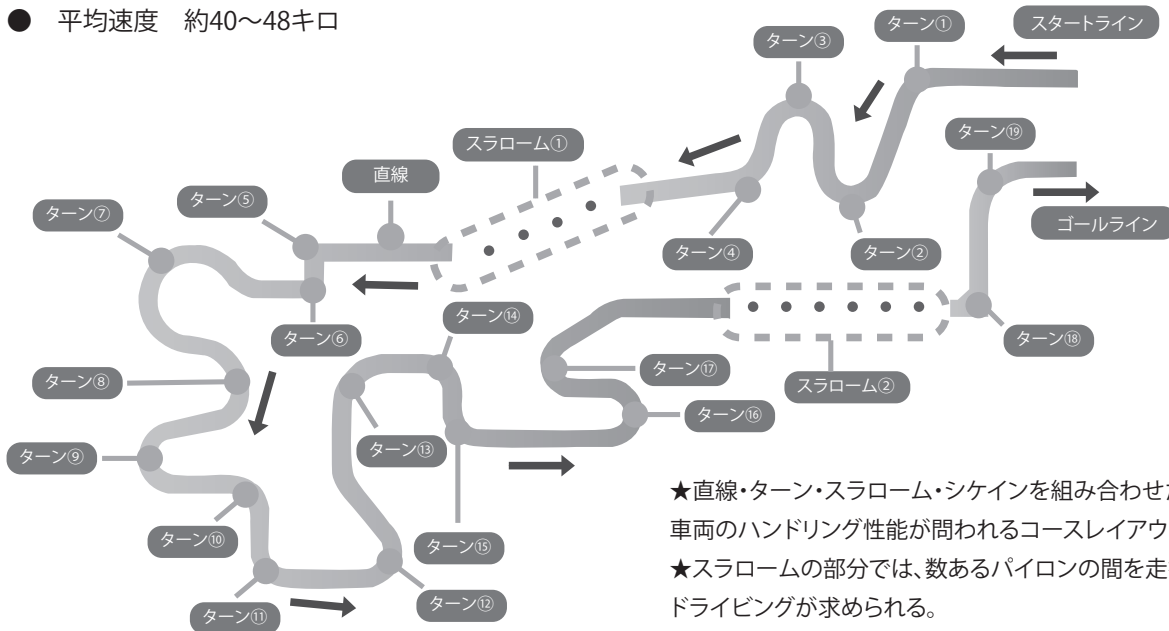 ● 平均速度 約40～48キロ
スタートライン
ターン①
ターン③
ターン⑲
スラローム①
直線
ターン⑤
ターン⑦
ゴールライン
ターン②
ターン④
ターン⑭
ターン⑥
ターン⑱
ターン⑧
ターン⑰
スラローム②
ターン⑯
ターン⑬
ターン⑨
ターン⑩
ターン⑮
ターン⑫
ターン⑪
★直線・ターン・スラローム・シケインを組み合わせ
車両のハンドリング性能が問われるコースレイアウ
★スラロームの部分では、数あるパイロンの間を走
ドライビングが求められる。